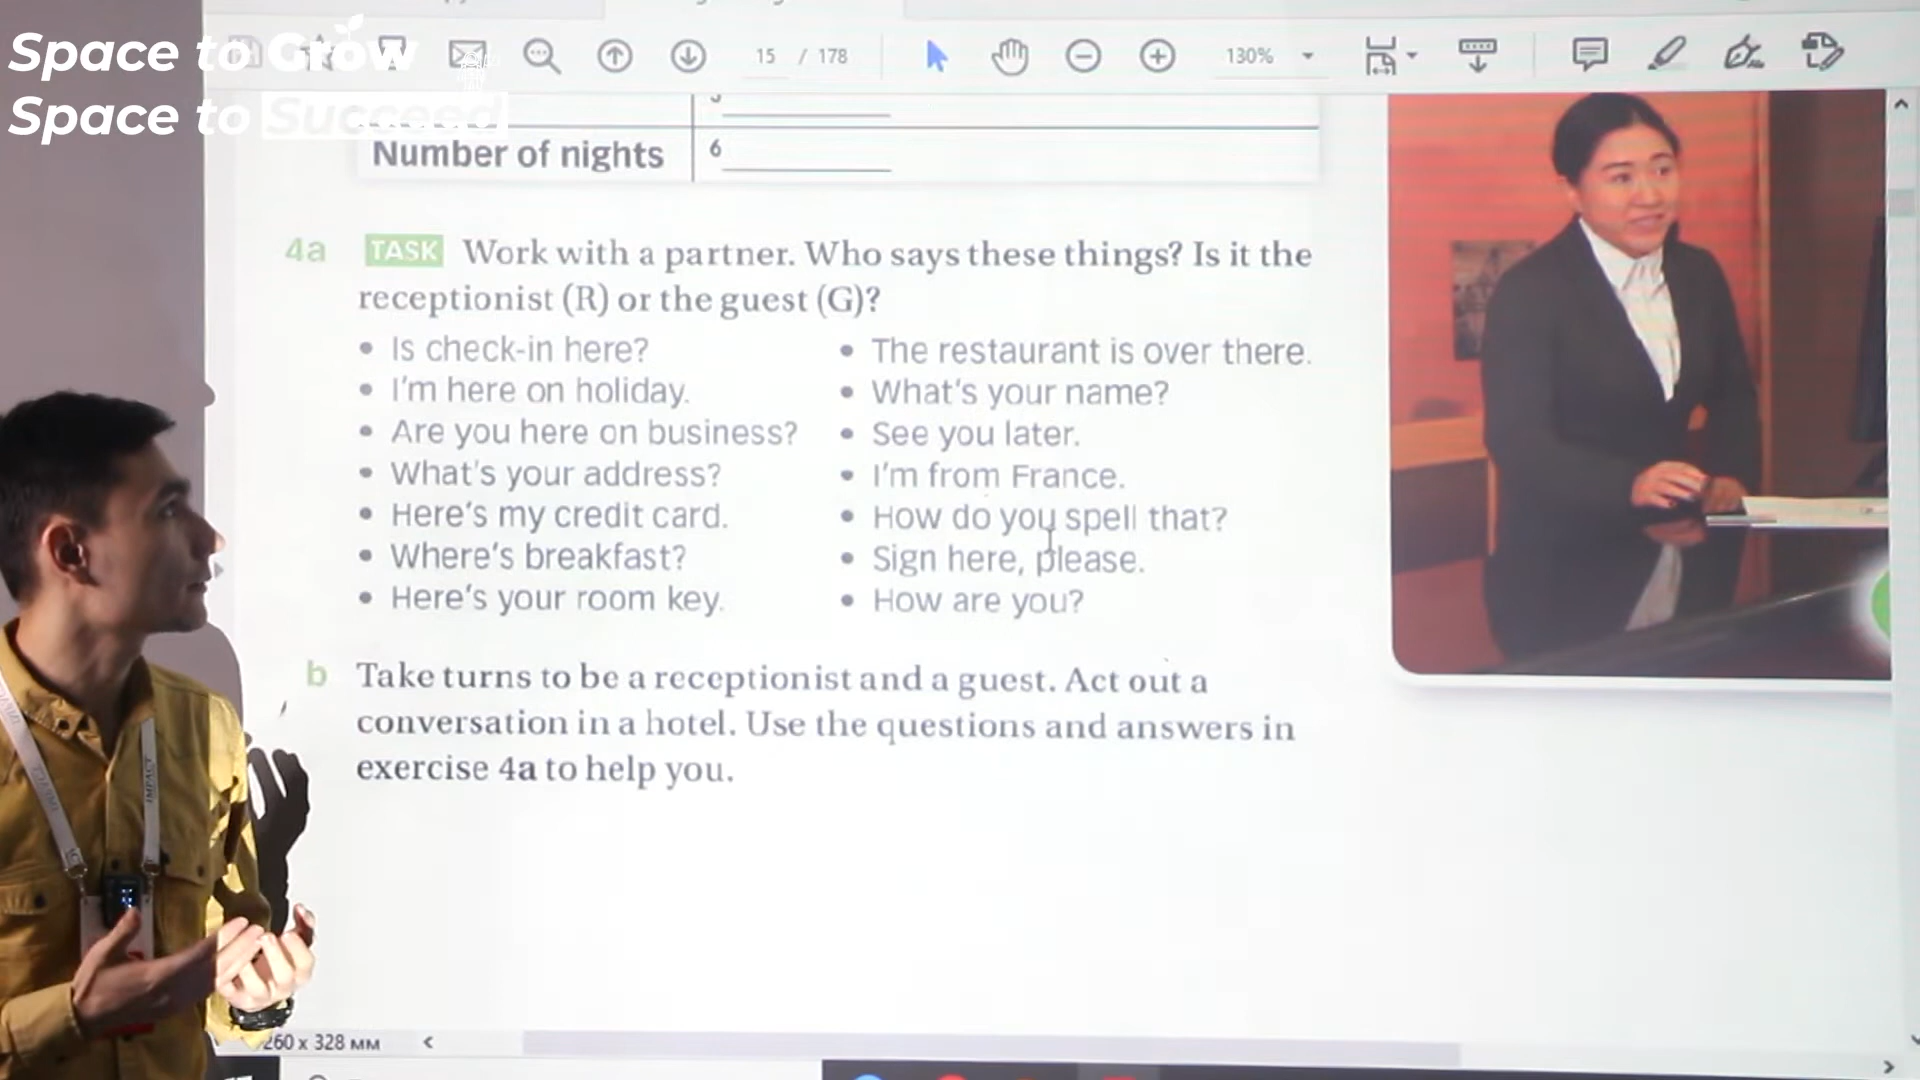 Space to Grow
Space to Succeed
15 / 178
130%
Number of nights
6
4a TASK Work with a partner. Who says these things? Is it the
receptionist (R) or the guest (G)?
• Is check-in here?
• I'm here on holiday.
• Are you here on business?
• What's your address?
• Here's my credit card.
• Where's breakfast?
• Here's your room key.
• The restaurant is over there.
• What's your name?
• See you later.
• I'm from France.
• How do you spell that?
• Sign here, please.
• How are you?
b Take turns to be a receptionist and a guest. Act out a
conversation in a hotel. Use the questions and answers in
exercise 4a to help you.
IMPACT
260 x 328 мм